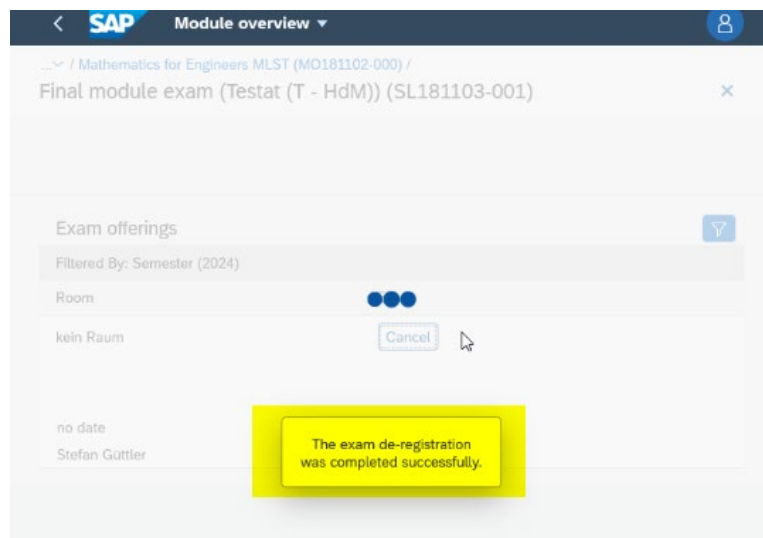 SAP Module overview
... / Mathematics for Engineers MLST (MO181102-000) /
Final module exam (Testat (T - HdM)) (SL181103-001)
Exam offerings
Filtered By: Semester (2024)
Room
kein Raum Cancel
no date
Stefan Güttler
The exam de-registration
was completed successfully.